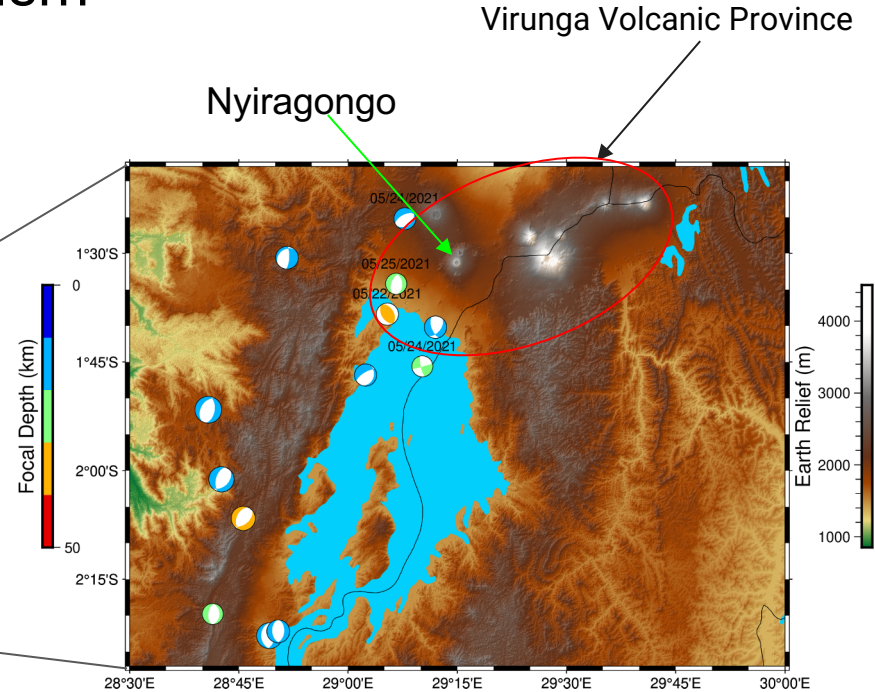 Virunga Volcanic Province
Nyiragongo
05/24/2021
1°30'S
05/25/2021
05/22/2021
05/24/2021
1°45'S
2°00'S
2°15'S
28°30'E 28°45'E 29°00'E 29°15'E 29°30'E 29°45'E 30°00'E
0
Focal Depth (km)
50
4000
3000
2000
1000
Earth Relief (m)